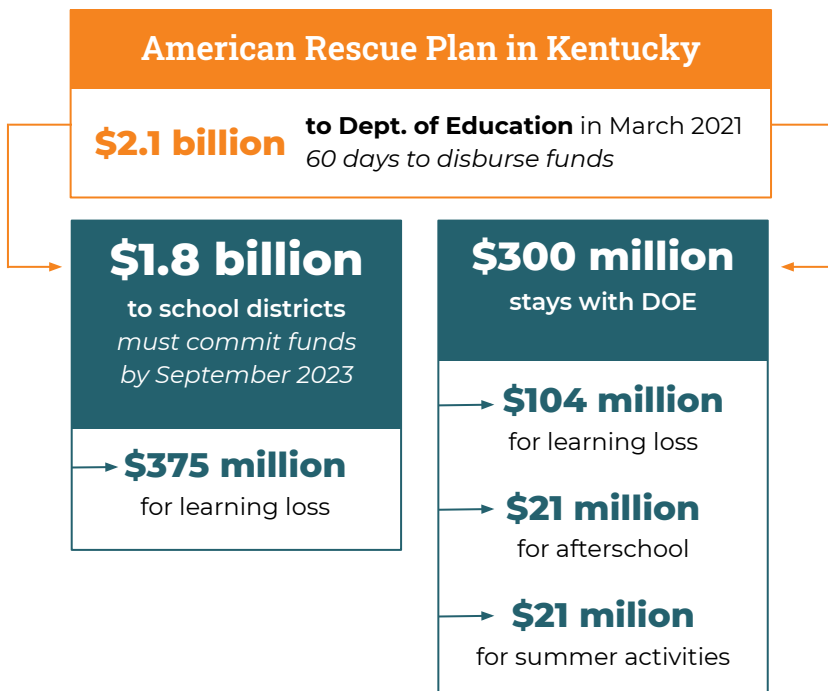 American Rescue Plan in Kentucky
$2.1 billion
to Dept. of Education in March 2021
60 days to disburse funds
$1.8 billion
to school districts
must commit funds
by September 2023
$375 million
for learning loss
$300 million
stays with DOE
$104 million
for learning loss
$21 million
for afterschool
$21 milion
for summer activities